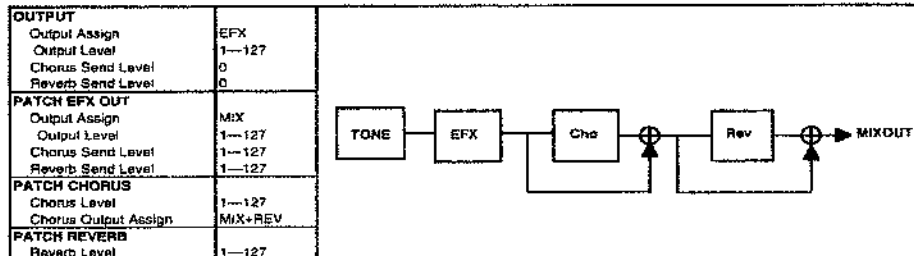 OUTPUT
Output Assign EFX
Output Level 1—127
Chorus Send Level 0
Reverb Send Level 0
PATCH EFX OUT
Output Assign MIX
Output Level 1—127
Chorus Send Level 1—127
Reverb Send Level 1—127
PATCH CHORUS
Chorus Level 1—127
Chorus Output Assign MIX+REV
PATCH REVERB
Reverb Level 1—127
TONE EFX Cho Rev MIXOUT